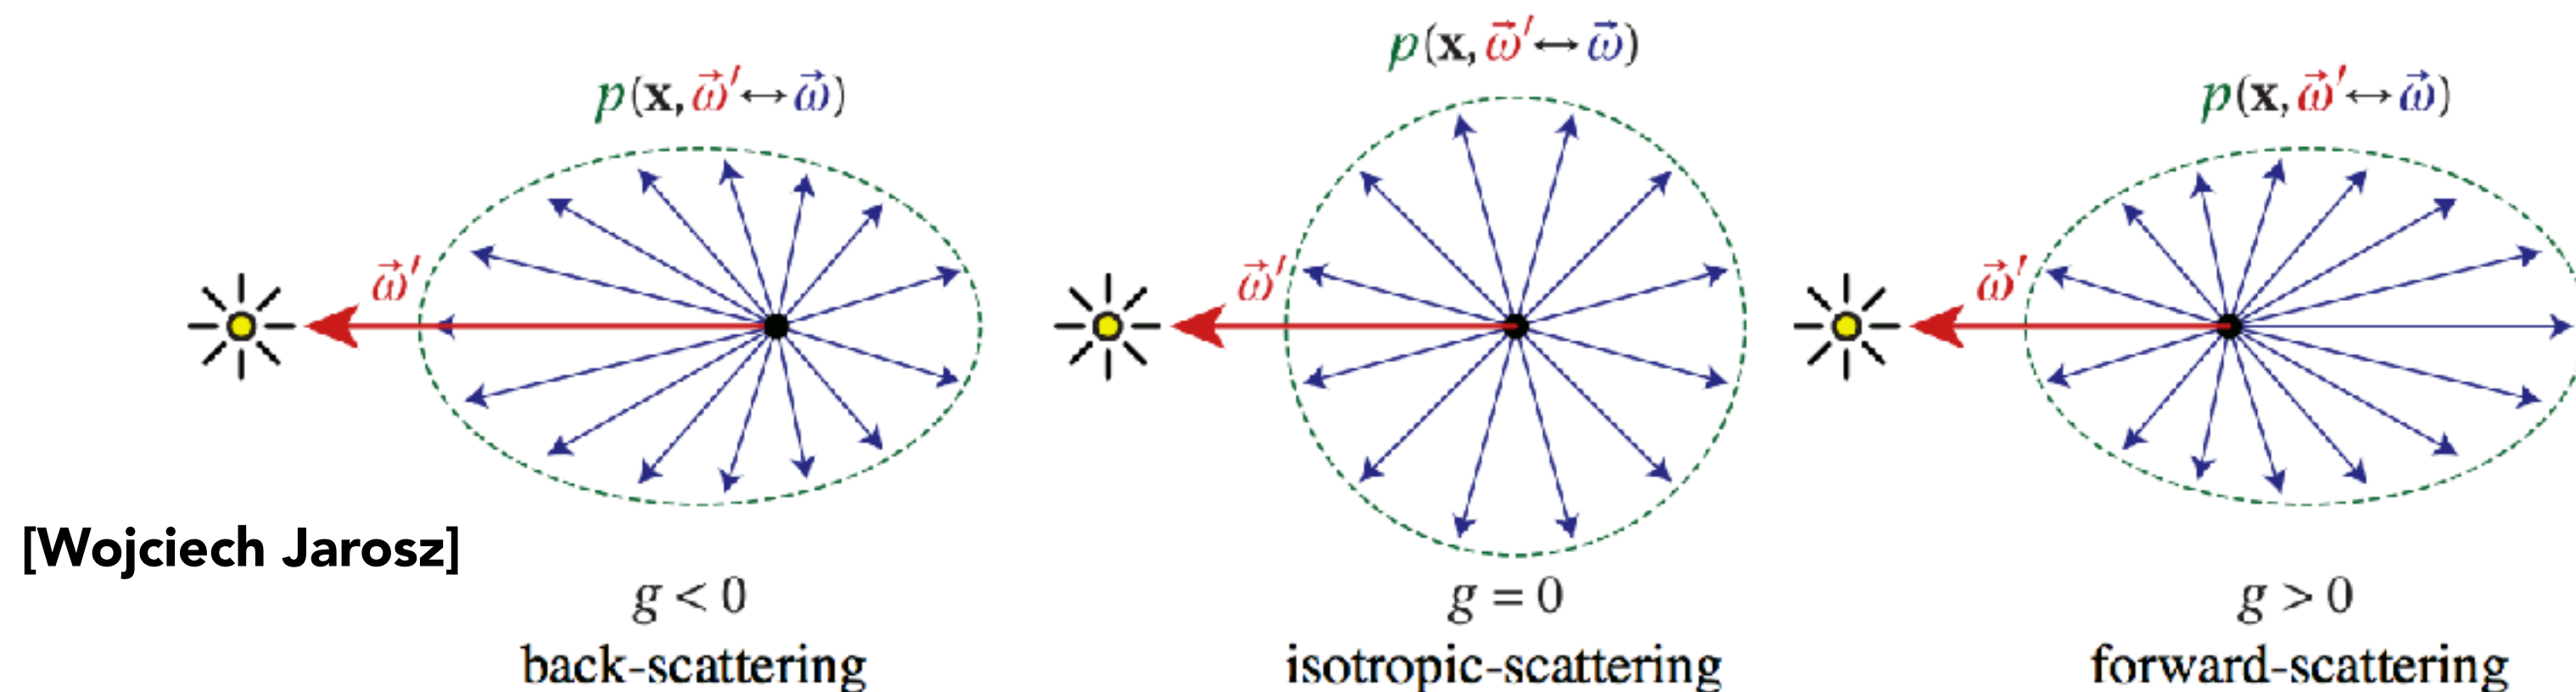 p(x, ω⃗′↔ω⃗)
p(x, ω⃗′↔ω⃗)
p(x, ω⃗′↔ω⃗)
ω⃗′
ω⃗′
ω⃗′
[Wojciech Jarosz]
g < 0
back-scattering
g = 0
isotropic-scattering
g > 0
forward-scattering